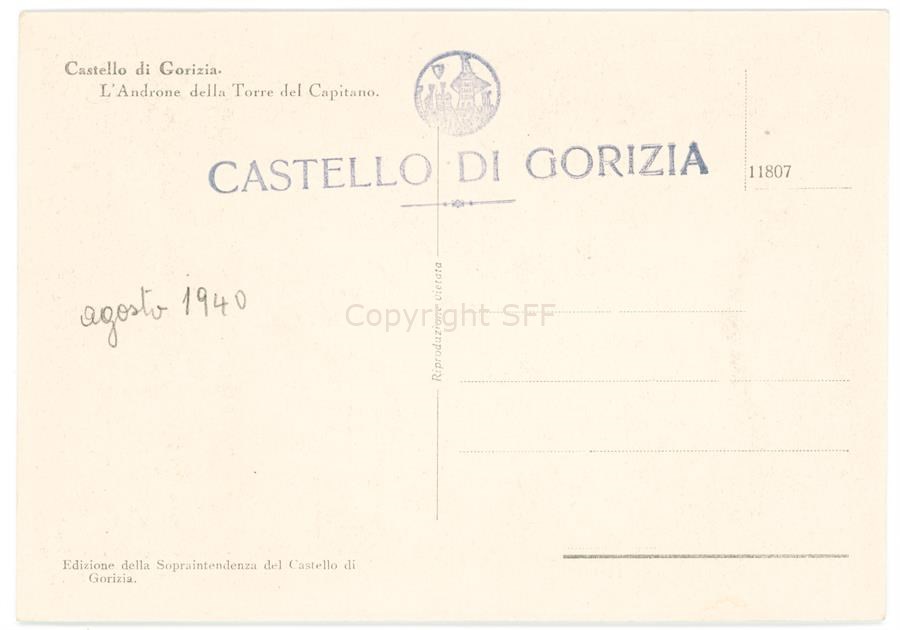 Castello di Gorizia.
L'Androne della Torre del Capitano.
CASTELLO DI GORIZIA
11807
agosto 1940
Riproduzione vietata
Copyright SFF
Edizione della Sopraintendenza del Castello di
Gorizia.